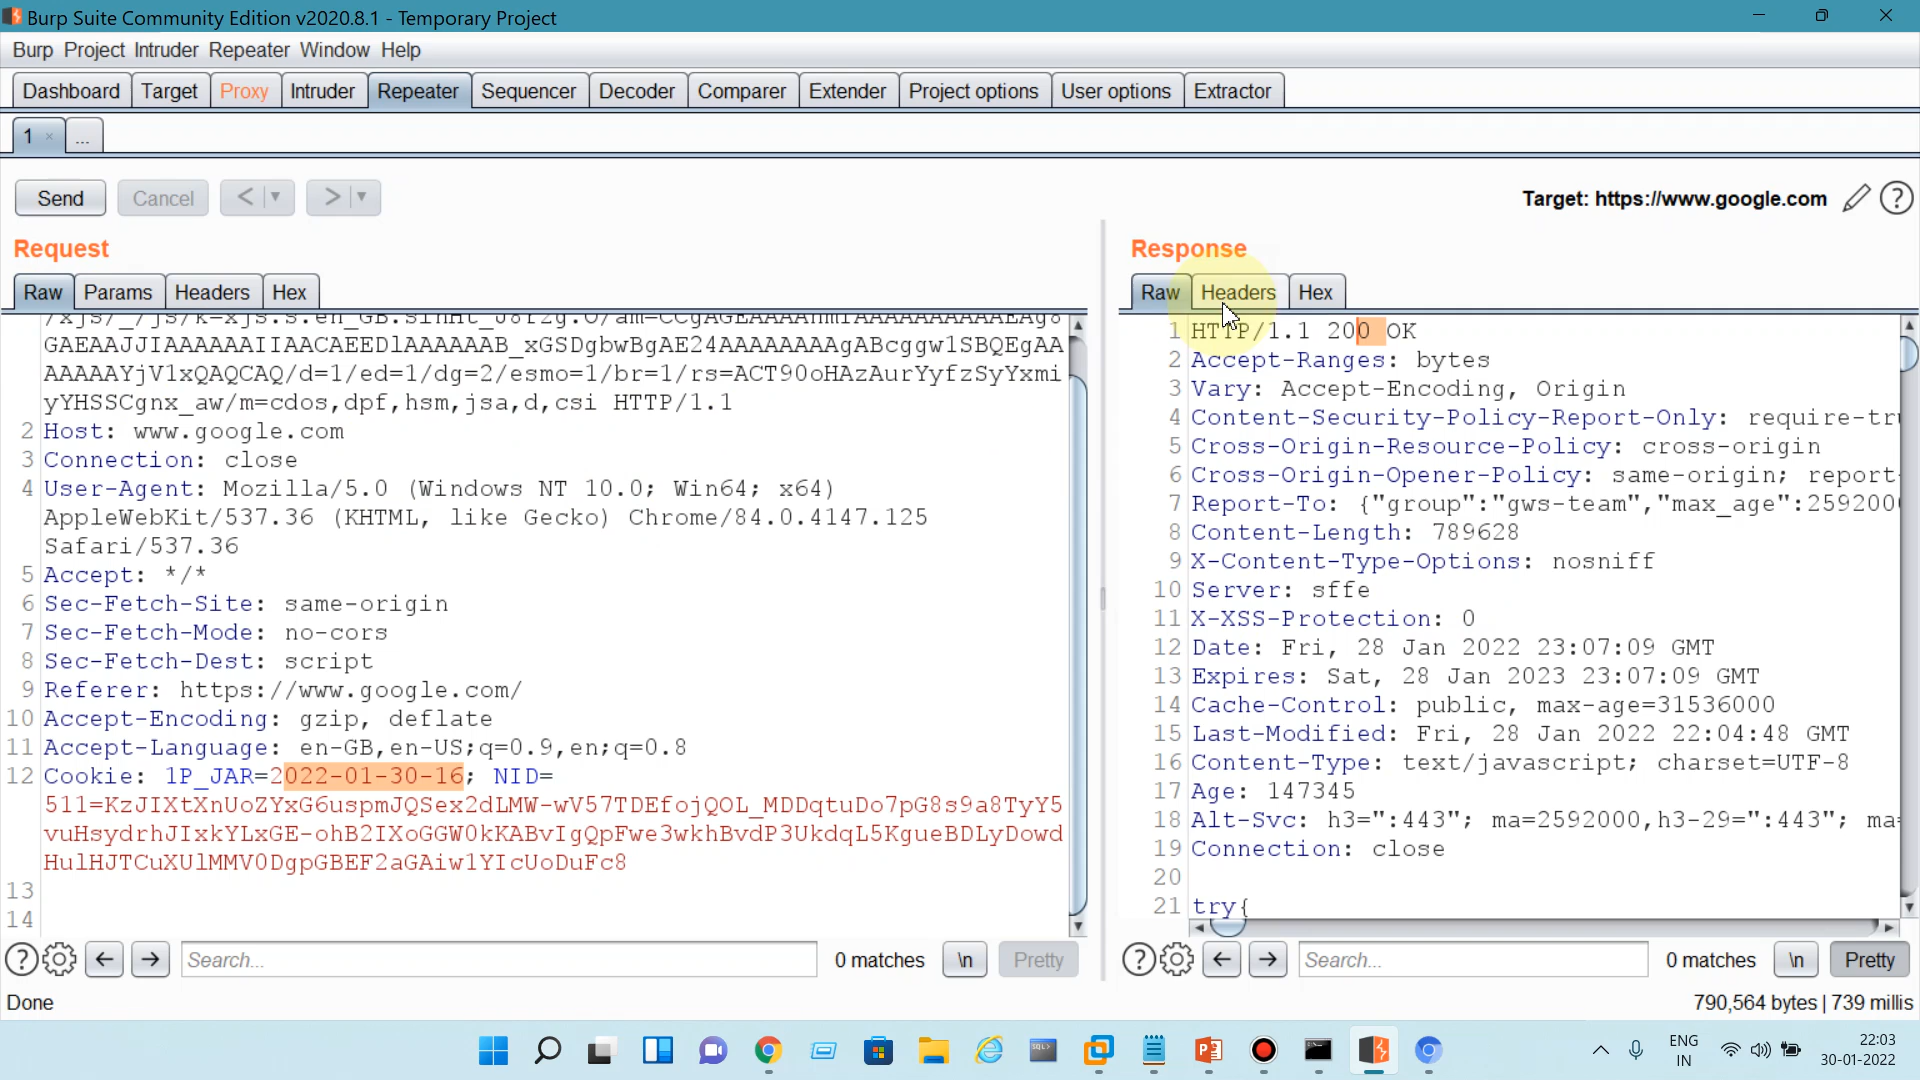 Burp Suite Community Edition v2020.8.1 - Temporary Project
Burp Project Intruder Repeater Window Help
Dashboard Target Proxy Intruder Repeater Sequencer Decoder Comparer Extender Project options User options Extractor
1 × ...
Send Cancel < > Target: https://www.google.com
Request
Raw Params Headers Hex
GAEAAJJIAAAAAAIIAACAEEDlAAAAAAB_xGSDgbwBgAE24AAAAAAAAgABcggw1SBQEgAA
AAAAAYjV1xQAQCAQ/d=1/ed=1/dg=2/esmo=1/br=1/rs=ACT90oHAzAurYyfzSyYxmi
yYHSSCgnx_aw/m=cdos,dpf,hsm,jsa,d,csi HTTP/1.1
2 Host: www.google.com
3 Connection: close
4 User-Agent: Mozilla/5.0 (Windows NT 10.0; Win64; x64)
AppleWebKit/537.36 (KHTML, like Gecko) Chrome/84.0.4147.125
Safari/537.36
5 Accept: */*
6 Sec-Fetch-Site: same-origin
7 Sec-Fetch-Mode: no-cors
8 Sec-Fetch-Dest: script
9 Referer: https://www.google.com/
10 Accept-Encoding: gzip, deflate
11 Accept-Language: en-GB,en-US;q=0.9,en;q=0.8
12 Cookie: 1P_JAR=2022-01-30-16; NID=
511=KzJIXtXnUoZYxG6uspmJQSex2dLMW-wV57TDEfojQOL_MDDqtuDo7pG8s9a8TyY5
vuHsydrhJIxkYLxGE-ohB2IXoGGW0kKABvIgQpFwe3wkhBvdP3UkdqL5KgueBDLyDowd
HulHJTCuXUlMMV0DgpGBEF2aGAiw1YIcUoDuFc8
13
14
Search... 0 matches \n Pretty
Response
Raw Headers Hex
1 HTTP/1.1 200 OK
2 Accept-Ranges: bytes
3 Vary: Accept-Encoding, Origin
4 Content-Security-Policy-Report-Only: require-tr
5 Cross-Origin-Resource-Policy: cross-origin
6 Cross-Origin-Opener-Policy: same-origin; report-
7 Report-To: {"group":"gws-team","max_age":2592000
8 Content-Length: 789628
9 X-Content-Type-Options: nosniff
10 Server: sffe
11 X-XSS-Protection: 0
12 Date: Fri, 28 Jan 2022 23:07:09 GMT
13 Expires: Sat, 28 Jan 2023 23:07:09 GMT
14 Cache-Control: public, max-age=31536000
15 Last-Modified: Fri, 28 Jan 2022 22:04:48 GMT
16 Content-Type: text/javascript; charset=UTF-8
17 Age: 147345
18 Alt-Svc: h3=":443"; ma=2592000,h3-29=":443"; ma
19 Connection: close
20
21 try{
Search... 0 matches \n Pretty
Done 790,564 bytes | 739 millis
ENG
IN
22:03
30-01-2022